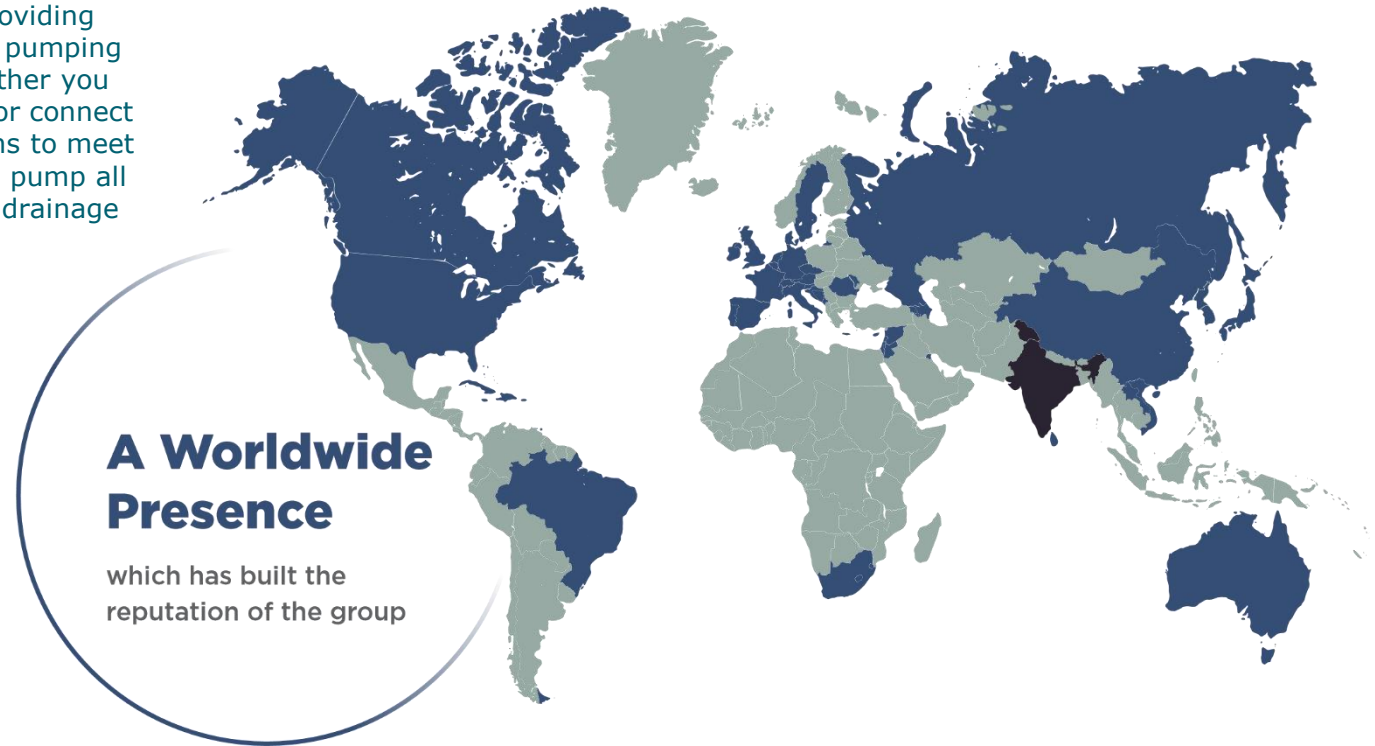 oviding
pumping
ther you
or connect
ns to meet
pump all
drainage
A Worldwide
Presence
which has built the
reputation of the group